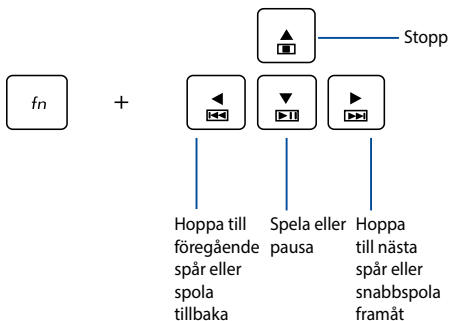 Stopp
fn +
Hoppa till
föregående
spår eller
spola
tillbaka
Spela eller
pausa
Hoppa
till nästa
spår eller
snabbspola
framåt